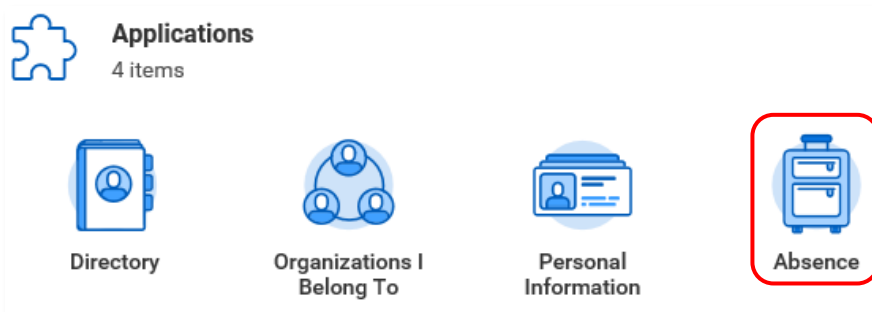 Applications
4 items
Directory
Organizations I
Belong To
Personal
Information
Absence